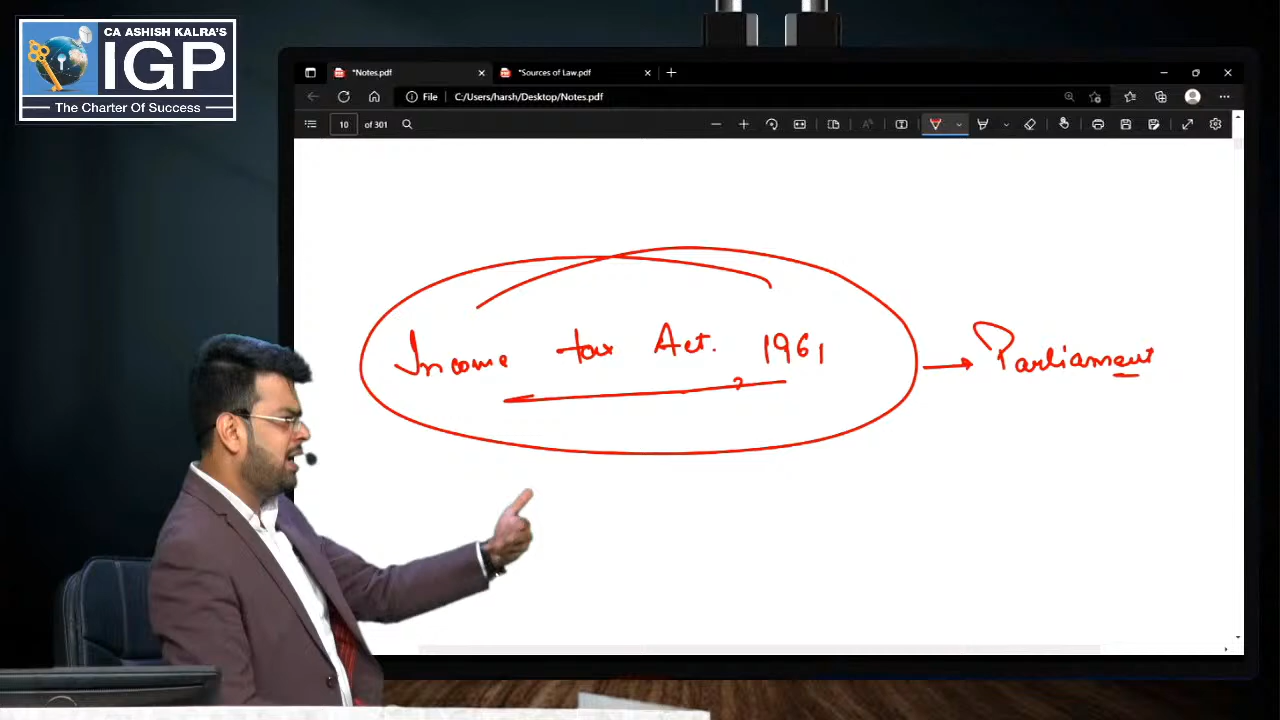 CA ASHISH KALRA'S
IGP
The Charter Of Success
*Notes.pdf
*Sources of Law.pdf
File
C:/Users/harsh/Desktop/Notes.pdf
10 of 301
Income tax Act. 1961 → Parliament